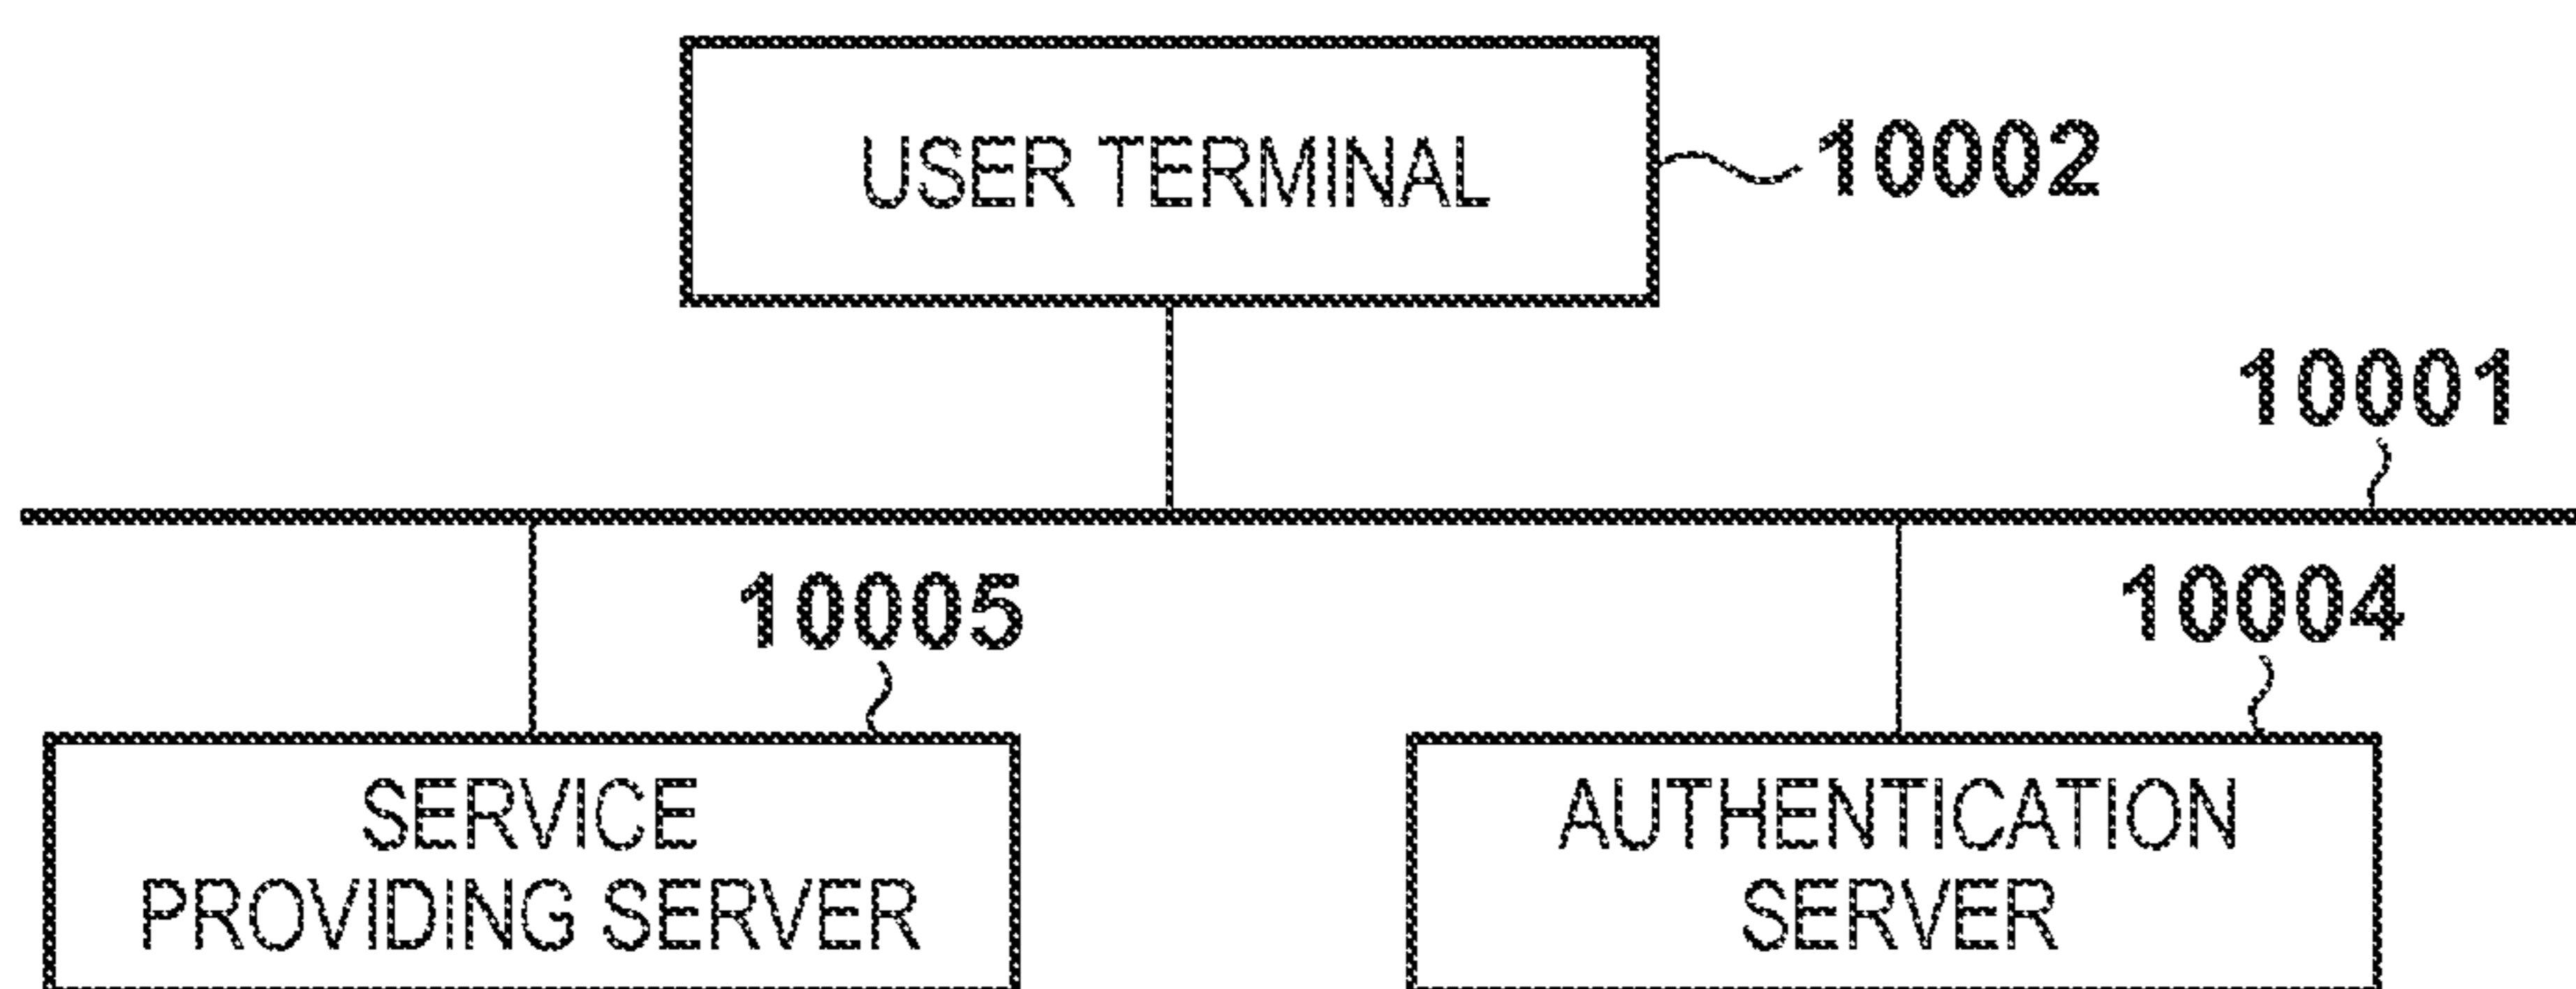 USER TERMINAL
10002
10001
10005
10004
SERVICE
PROVIDING SERVER
AUTHENTICATION
SERVER